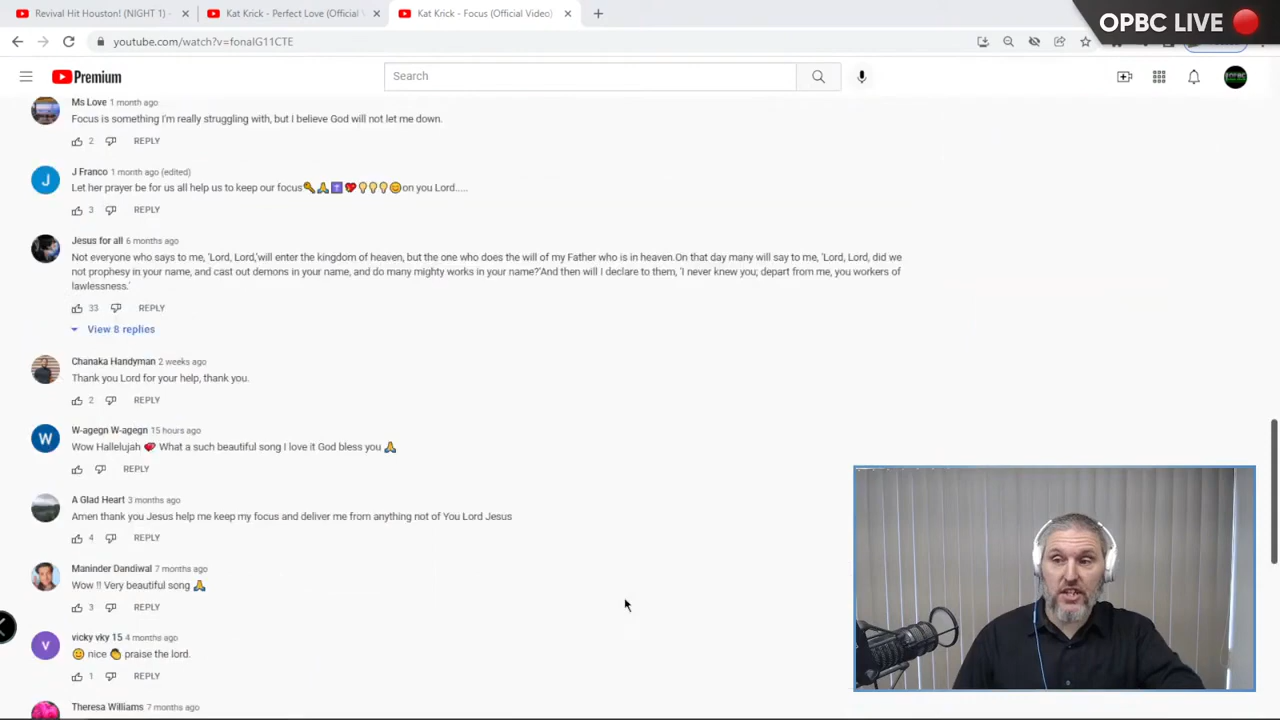 Revival Hit Houston! (NIGHT 1) -
Kat Krick - Perfect Love (Official V
Kat Krick - Focus (Official Video)
OPBC LIVE
youtube.com/watch?v=fonalG11CTE
Premium
Search
Ms Love 1 month ago
Focus is something I'm really struggling with, but I believe God will not let me down.
2 REPLY
J Franco 1 month ago (edited)
Let her prayer be for us all help us to keep our focus🔑🙏✝️💖💡💡💡😊on you Lord.....
3 REPLY
Jesus for all 6 months ago
Not everyone who says to me, 'Lord, Lord,'will enter the kingdom of heaven, but the one who does the will of my Father who is in heaven.On that day many will say to me, 'Lord, Lord, did we
not prophesy in your name, and cast out demons in your name, and do many mighty works in your name?'And then will I declare to them, 'I never knew you; depart from me, you workers of
lawlessness.'
33 REPLY
View 8 replies
Chanaka Handyman 2 weeks ago
Thank you Lord for your help, thank you.
2 REPLY
W
W-agegn W-agegn 15 hours ago
Wow Hallelujah 💞 What a such beautiful song I love it God bless you 🙏
REPLY
A Glad Heart 3 months ago
Amen thank you Jesus help me keep my focus and deliver me from anything not of You Lord Jesus
4 REPLY
Maninder Dandiwal 7 months ago
Wow !! Very beautiful song 🙏
3 REPLY
vicky vky 15 4 months ago
🙂 nice 👏 praise the lord.
1 REPLY
Theresa Williams 7 months ago